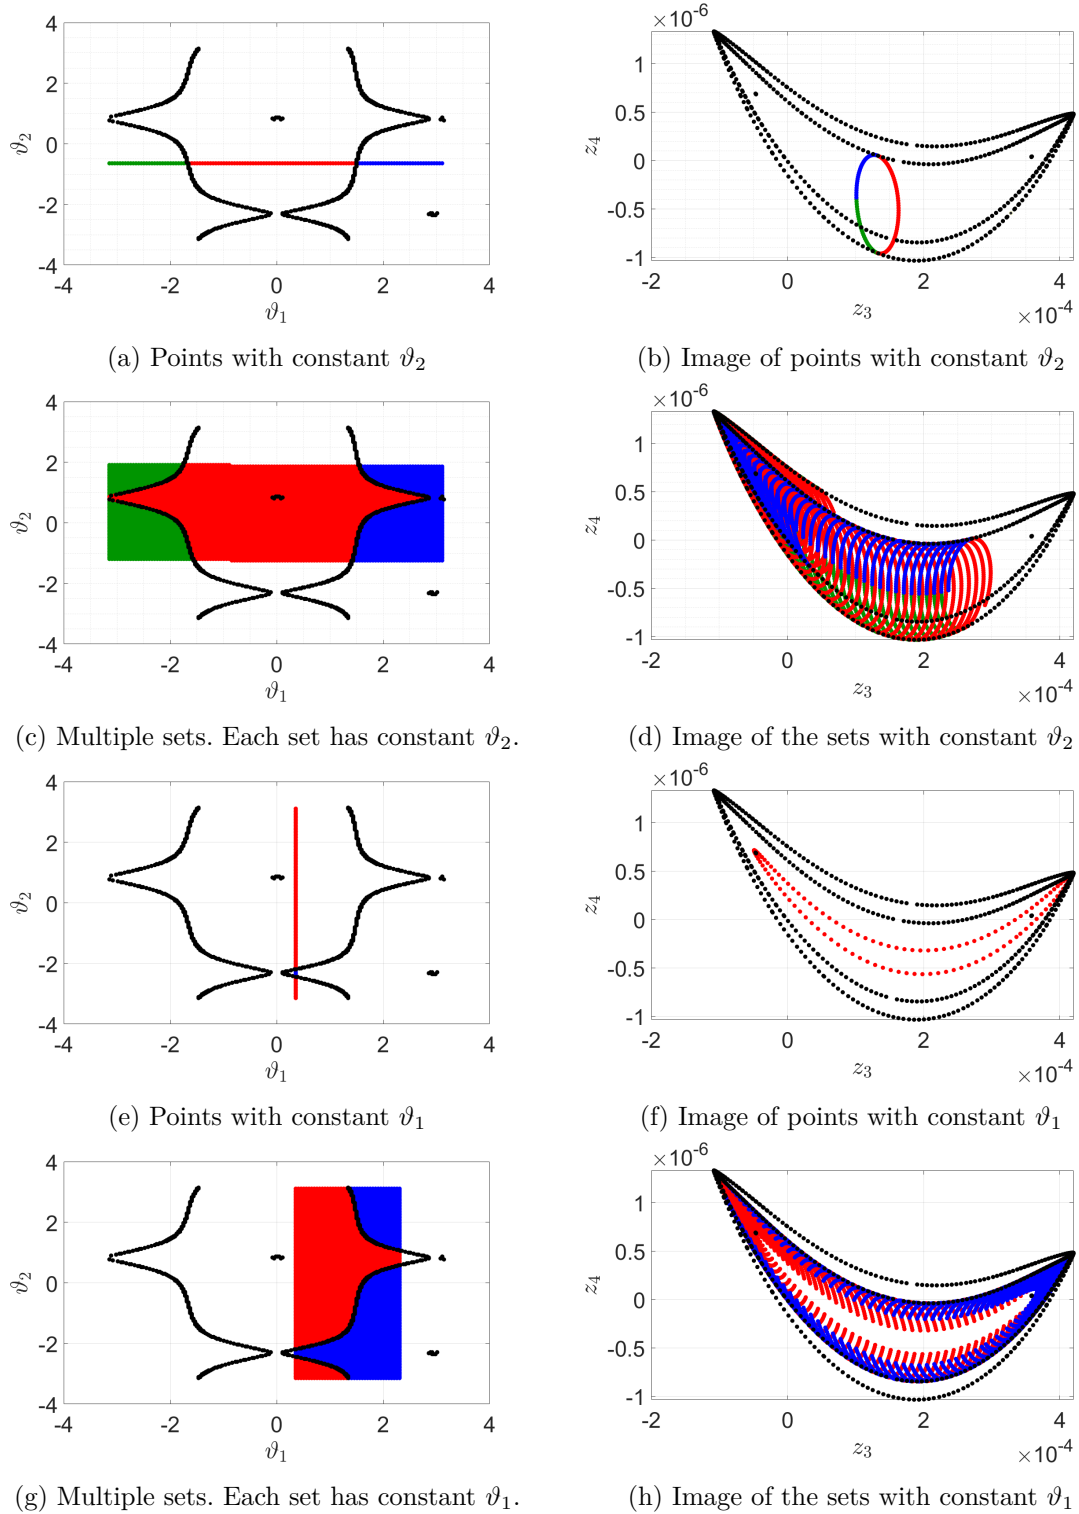 4
2
0
-2
-4
-4 -2 0 2 4
ϑ₂
ϑ₁
(a) Points with constant ϑ₂
×10⁻⁶
1
0.5
0
-0.5
-1
-2 0 2 4
z₄
z₃
×10⁻⁴
(b) Image of points with constant ϑ₂
4
2
0
-2
-4
-4 -2 0 2 4
ϑ₂
ϑ₁
(c) Multiple sets. Each set has constant ϑ₂.
×10⁻⁶
1
0.5
0
-0.5
-1
-2 0 2 4
z₄
z₃
×10⁻⁴
(d) Image of the sets with constant ϑ₂
4
2
0
-2
-4
-4 -2 0 2 4
ϑ₂
ϑ₁
(e) Points with constant ϑ₁
×10⁻⁶
1
0.5
0
-0.5
-1
-2 0 2 4
z₄
z₃
×10⁻⁴
(f) Image of points with constant ϑ₁
4
2
0
-2
-4
-4 -2 0 2 4
ϑ₂
ϑ₁
(g) Multiple sets. Each set has constant ϑ₁.
×10⁻⁶
1
0.5
0
-0.5
-1
-2 0 2 4
z₄
z₃
×10⁻⁴
(h) Image of the sets with constant ϑ₁